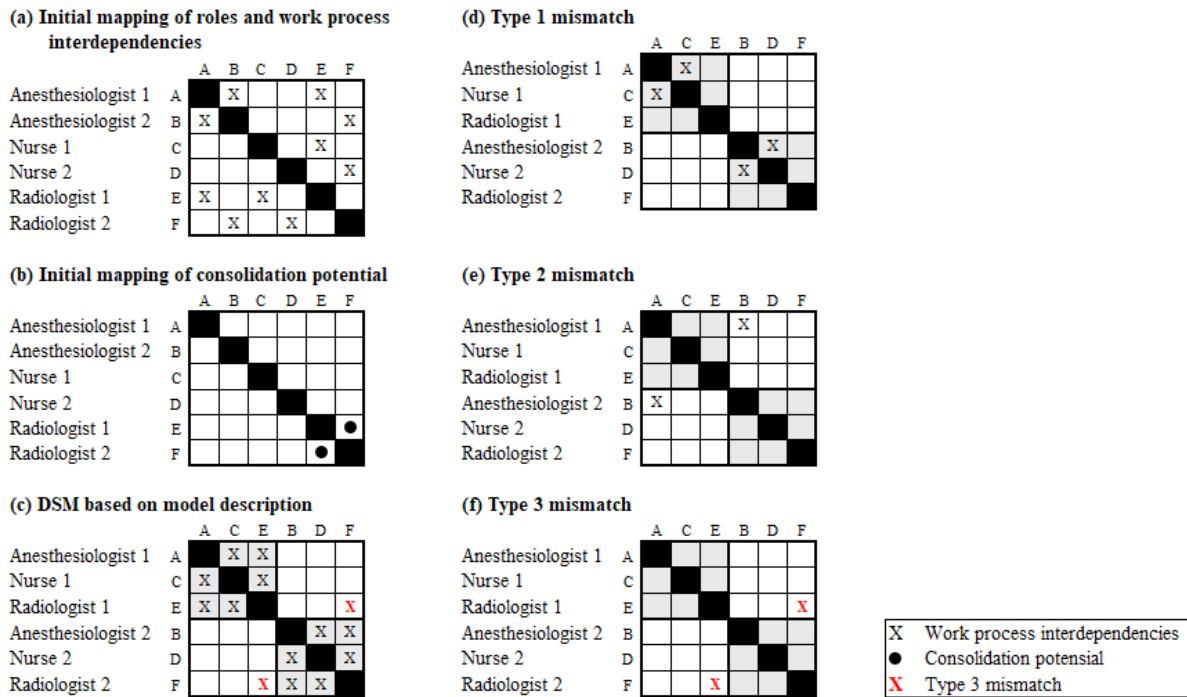 (a) Initial mapping of roles and work process
interdependencies
A B C D E F
Anesthesiologist 1 A X X
Anesthesiologist 2 B X X
Nurse 1 C X
Nurse 2 D X
Radiologist 1 E X X
Radiologist 2 F X X
(b) Initial mapping of consolidation potential
A B C D E F
Anesthesiologist 1 A
Anesthesiologist 2 B
Nurse 1 C
Nurse 2 D
Radiologist 1 E ●
Radiologist 2 F ●
(c) DSM based on model description
A C E B D F
Anesthesiologist 1 A X X
Nurse 1 C X X
Radiologist 1 E X X X
Anesthesiologist 2 B X X
Nurse 2 D X X
Radiologist 2 F X X X
(d) Type 1 mismatch
A C E B D F
Anesthesiologist 1 A X
Nurse 1 C X
Radiologist 1 E
Anesthesiologist 2 B X
Nurse 2 D X
Radiologist 2 F
(e) Type 2 mismatch
A C E B D F
Anesthesiologist 1 A X
Nurse 1 C
Radiologist 1 E
Anesthesiologist 2 B X
Nurse 2 D
Radiologist 2 F
(f) Type 3 mismatch
A C E B D F
Anesthesiologist 1 A
Nurse 1 C
Radiologist 1 E X
Anesthesiologist 2 B
Nurse 2 D
Radiologist 2 F X
X Work process interdependencies
● Consolidation potensial
X Type 3 mismatch